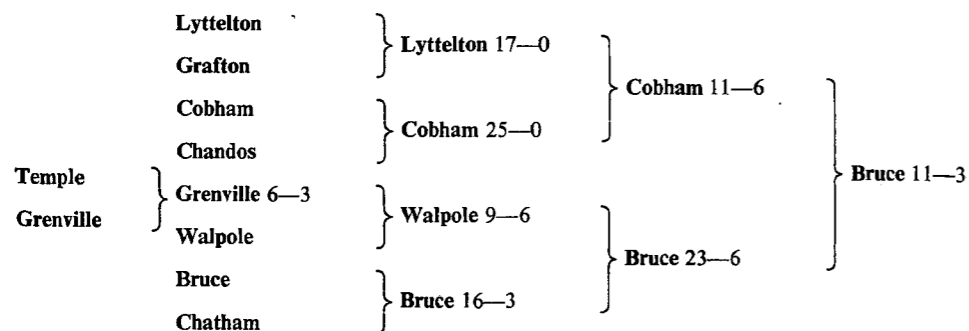 Lyttelton
Lyttelton 17—0
Grafton
Cobham 11—6
Cobham
Cobham 25—0
Chandos
Temple
Bruce 11—3
Grenville 6—3
Grenville
Walpole 9—6
Walpole
Bruce 23—6
Bruce
Bruce 16—3
Chatham